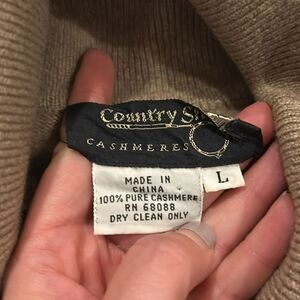 Country
CASHMERES
L
MADE IN
CHINA
100% PURE CASHMERE
RN 68088
DRY CLEAN ONLY